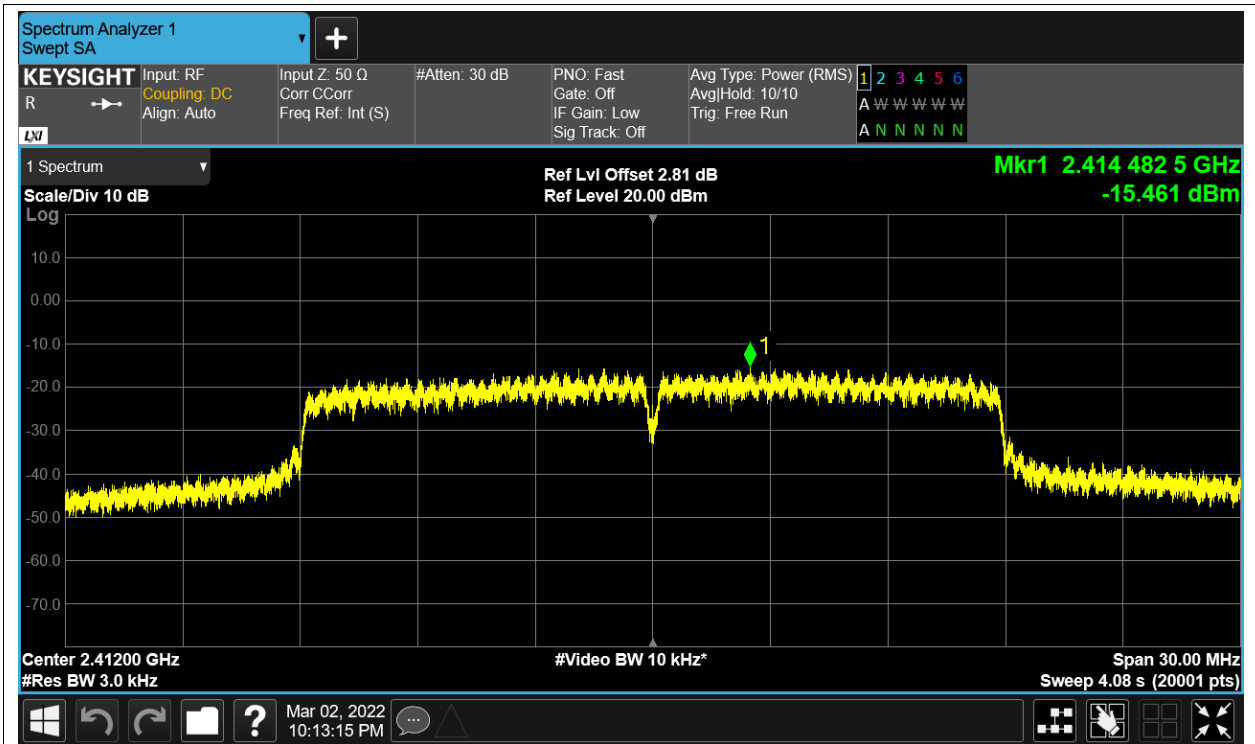 Spectrum Analyzer 1
Swept SA
KEYSIGHT
R
LXI
Input: RF
Coupling: DC
Align: Auto
Input Z: 50 Ω
Corr CCorr
Freq Ref: Int (S)
#Atten: 30 dB
PNO: Fast
Gate: Off
IF Gain: Low
Sig Track: Off
Avg Type: Power (RMS)
Avg|Hold: 10/10
Trig: Free Run
1 2 3 4 5 6
A W W W W W
A N N N N N
1 Spectrum
Scale/Div 10 dB
Log
Ref Lvl Offset 2.81 dB
Ref Level 20.00 dBm
Mkr1 2.414 482 5 GHz
-15.461 dBm
10.0
0.00
-10.0
-20.0
-30.0
-40.0
-50.0
-60.0
-70.0
1
Center 2.41200 GHz
#Res BW 3.0 kHz
#Video BW 10 kHz*
Span 30.00 MHz
Sweep 4.08 s (20001 pts)
?
Mar 02, 2022
10:13:15 PM